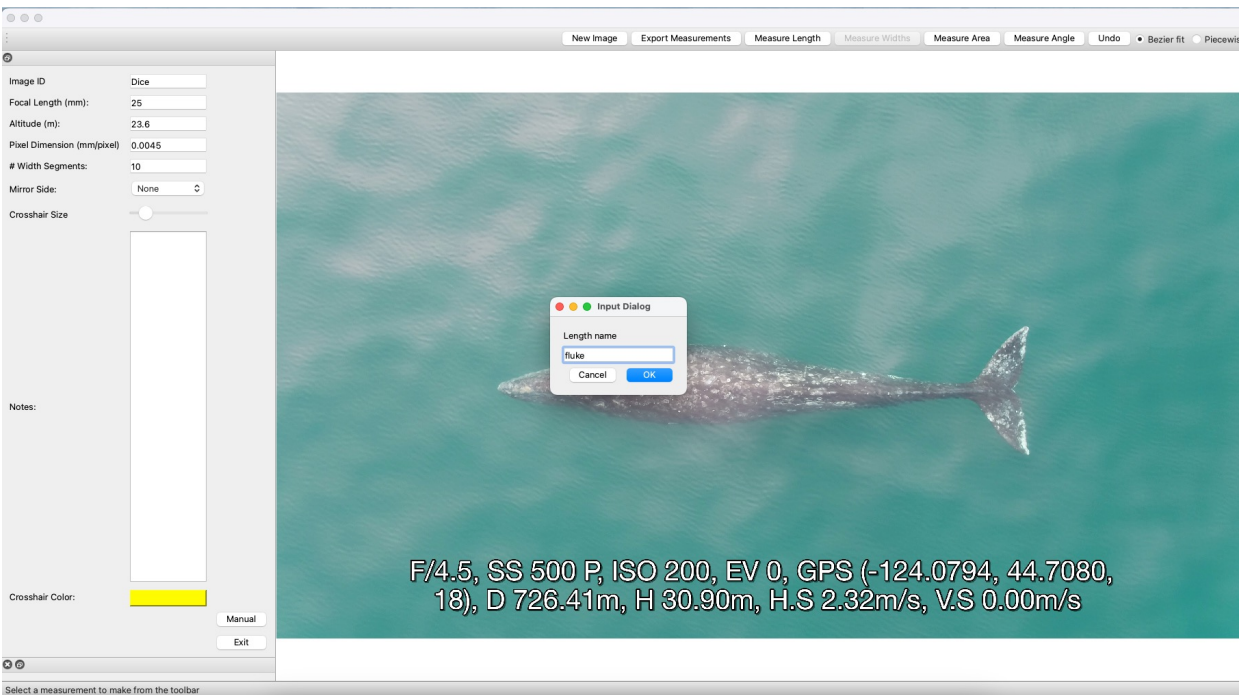 New Image Export Measurements Measure Length Measure Widths Measure Area Measure Angle Undo Bezier fit Piecewis
Image ID Dice
Focal Length (mm): 25
Altitude (m): 23.6
Pixel Dimension (mm/pixel) 0.0045
# Width Segments: 10
Mirror Side: None
Crosshair Size
Input Dialog
Length name
fluke
Cancel OK
Notes:
F/4.5, SS 500 P, ISO 200, EV 0, GPS (-124.0794, 44.7080,
18), D 726.41m, H 30.90m, H.S 2.32m/s, V.S 0.00m/s
Crosshair Color:
Manual
Exit
Select a measurement to make from the toolbar